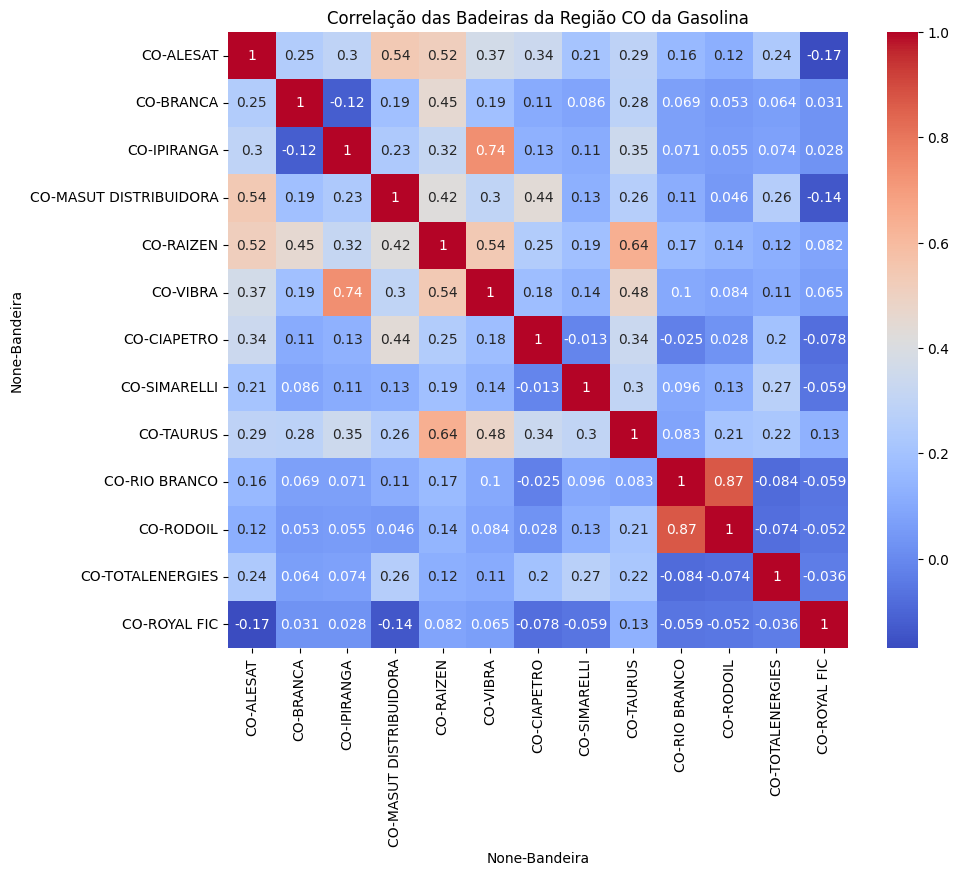 Correlação das Badeiras da Região CO da Gasolina
CO-ALESAT 1 0.25 0.3 0.54 0.52 0.37 0.34 0.21 0.29 0.16 0.12 0.24 -0.17
CO-BRANCA 0.25 1 -0.12 0.19 0.45 0.19 0.11 0.086 0.28 0.069 0.053 0.064 0.031
CO-IPIRANGA 0.3 -0.12 1 0.23 0.32 0.74 0.13 0.11 0.35 0.071 0.055 0.074 0.028
CO-MASUT DISTRIBUIDORA 0.54 0.19 0.23 1 0.42 0.3 0.44 0.13 0.26 0.11 0.046 0.26 -0.14
CO-RAIZEN 0.52 0.45 0.32 0.42 1 0.54 0.25 0.19 0.64 0.17 0.14 0.12 0.082
CO-VIBRA 0.37 0.19 0.74 0.3 0.54 1 0.18 0.14 0.48 0.1 0.084 0.11 0.065
CO-CIAPETRO 0.34 0.11 0.13 0.44 0.25 0.18 1 -0.013 0.34 -0.025 0.028 0.2 -0.078
CO-SIMARELLI 0.21 0.086 0.11 0.13 0.19 0.14 -0.013 1 0.3 0.096 0.13 0.27 -0.059
CO-TAURUS 0.29 0.28 0.35 0.26 0.64 0.48 0.34 0.3 1 0.083 0.21 0.22 0.13
CO-RIO BRANCO 0.16 0.069 0.071 0.11 0.17 0.1 -0.025 0.096 0.083 1 0.87 -0.084 -0.059
CO-RODOIL 0.12 0.053 0.055 0.046 0.14 0.084 0.028 0.13 0.21 0.87 1 -0.074 -0.052
CO-TOTALENERGIES 0.24 0.064 0.074 0.26 0.12 0.11 0.2 0.27 0.22 -0.084 -0.074 1 -0.036
CO-ROYAL FIC -0.17 0.031 0.028 -0.14 0.082 0.065 -0.078 -0.059 0.13 -0.059 -0.052 -0.036 1
None-Bandeira
CO-ALESAT
CO-BRANCA
CO-IPIRANGA
CO-MASUT DISTRIBUIDORA
CO-RAIZEN
CO-VIBRA
CO-CIAPETRO
CO-SIMARELLI
CO-TAURUS
CO-RIO BRANCO
CO-RODOIL
CO-TOTALENERGIES
CO-ROYAL FIC
None-Bandeira
1.0
0.8
0.6
0.4
0.2
0.0